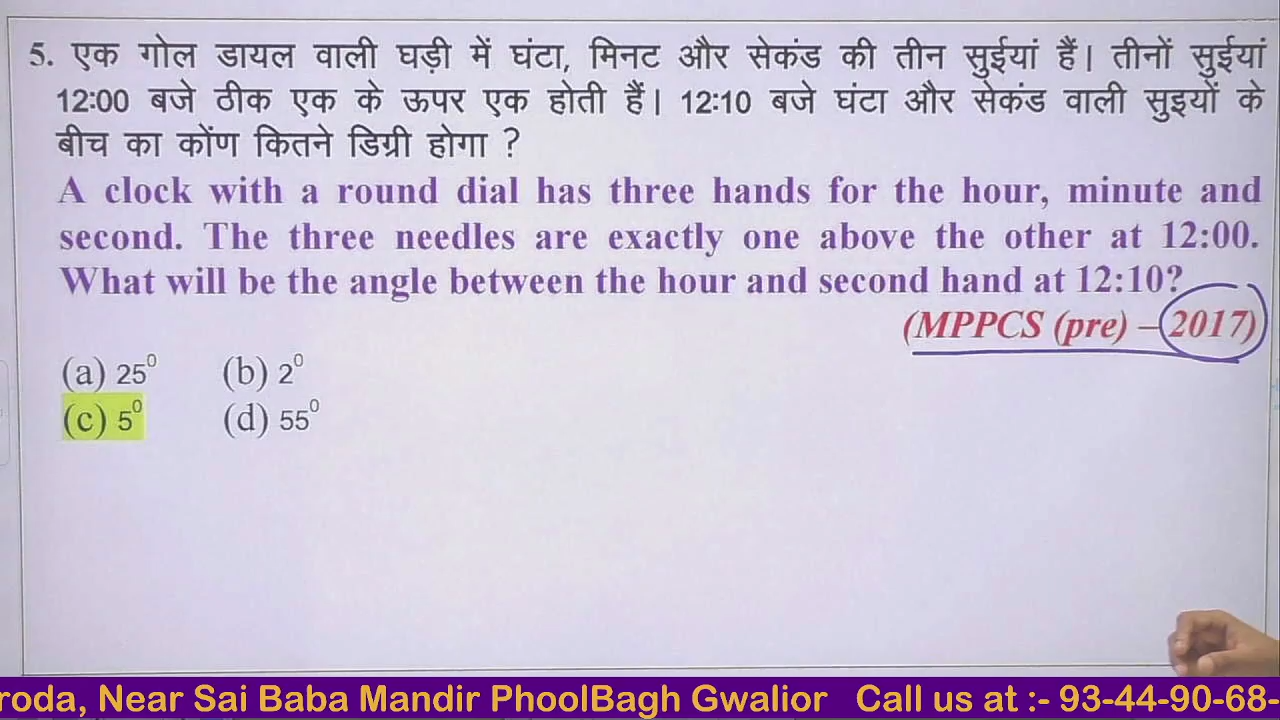 5. एक गोल डायल वाली घड़ी में घंटा, मिनट और सेकंड की तीन सुईयां हैं। तीनों सुईयां
12:00 बजे ठीक एक के ऊपर एक होती हैं। 12:10 बजे घंटा और सेकंड वाली सुइयों के
बीच का कोंण कितने डिग्री होगा ?
A clock with a round dial has three hands for the hour, minute and
second. The three needles are exactly one above the other at 12:00.
What will be the angle between the hour and second hand at 12:10?
(MPPCS (pre) – 2017)
(a) 25⁰ (b) 2⁰
(c) 5⁰ (d) 55⁰
roda, Near Sai Baba Mandir PhoolBagh Gwalior Call us at :- 93-44-90-68-